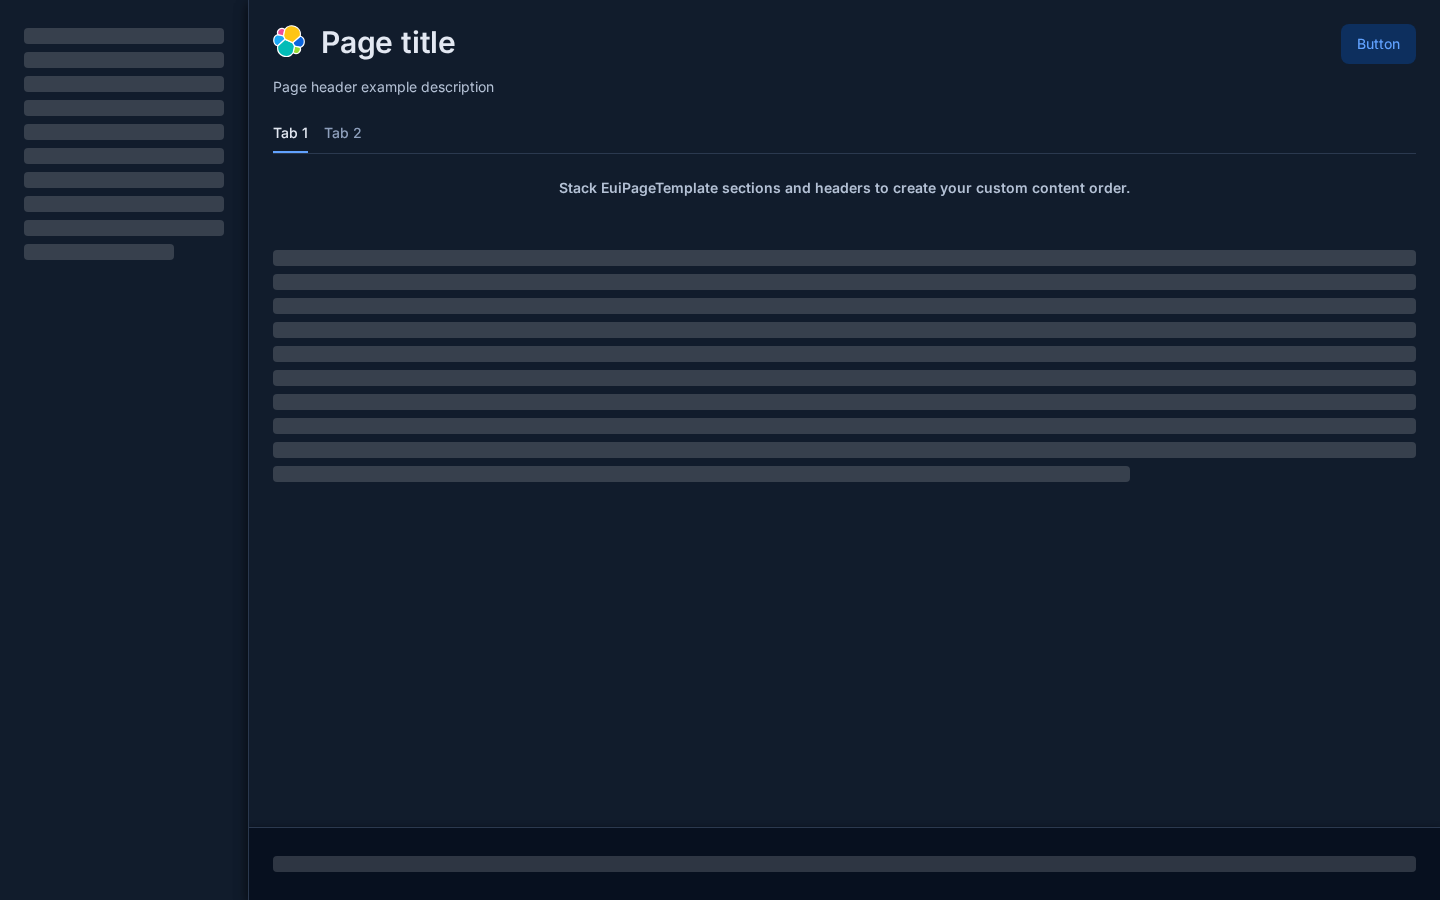 Page title
Button
Page header example description
Tab 1
Tab 2
Stack EuiPageTemplate sections and headers to create your custom content order.